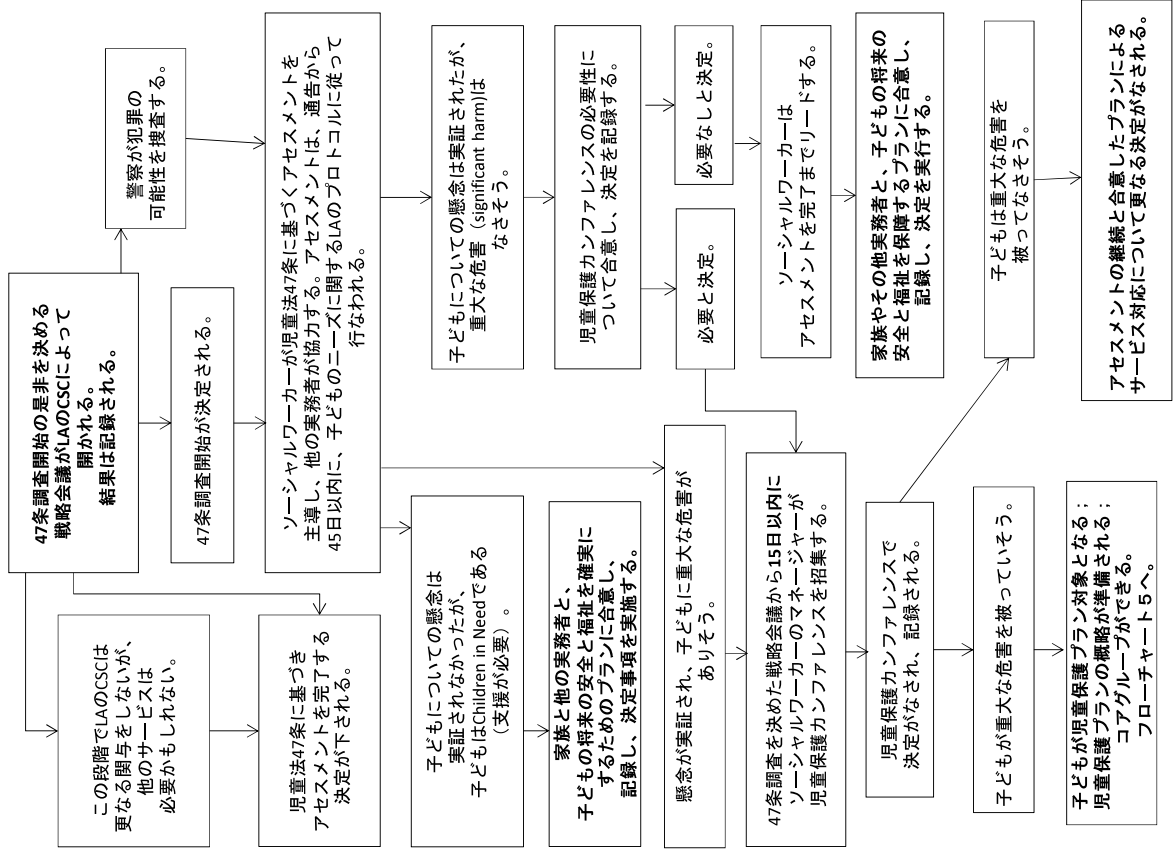 47条調査開始の是非を決める
戦略会議がLAのCSCによって
開かれる。
結果は記録される。
警察が犯罪の
可能性を捜査する。
この段階でLAのCSCは
更なる関与をしないが、
他のサービスは
必要かもしれない。
47条調査開始が決定される。
児童法47条に基づき
アセスメントを完了する
決定が下される。
ソーシャルワーカーが児童法47条に基づくアセスメントを
主導し、他の実務者が協力する。アセスメントは、通告から
45日以内に、子どものニーズに関するLAのプロトコルに従って
行なわれる。
子どもについての懸念は
実証されなかったが、
子どもはChildren in Needである
（支援が必要）。
子どもについての懸念は実証されたが、
重大な危害（significant harm)は
なさそう。
家族と他の実務者と、
子どもの将来の安全と福祉を確実に
するためのプランに合意し、
記録し、決定事項を実施する。
児童保護カンファレンスの必要性に
ついて合意し、決定を記録する。
懸念が実証され、子どもに重大な危害が
ありそう。
必要と決定。
必要なしと決定。
47条調査を決めた戦略会議から15日以内に
ソーシャルワーカーのマネージャーが
児童保護カンファレンスを招集する。
ソーシャルワーカーは
アセスメントを完了までリードする。
児童保護カンファレンスで
決定がなされ、記録される。
家族やその他実務者と、子どもの将来の
安全と福祉を保障するプランに合意し、
記録し、決定を実行する。
子どもが重大な危害を被っていそう。
子どもは重大な危害を
被ってなさそう。
子どもが児童保護プラン対象となる；
児童保護プランの概略が準備される；
コアグループができる。
フローチャート５へ。
アセスメントの継続と合意したプランによる
サービス対応について更なる決定がなされる。